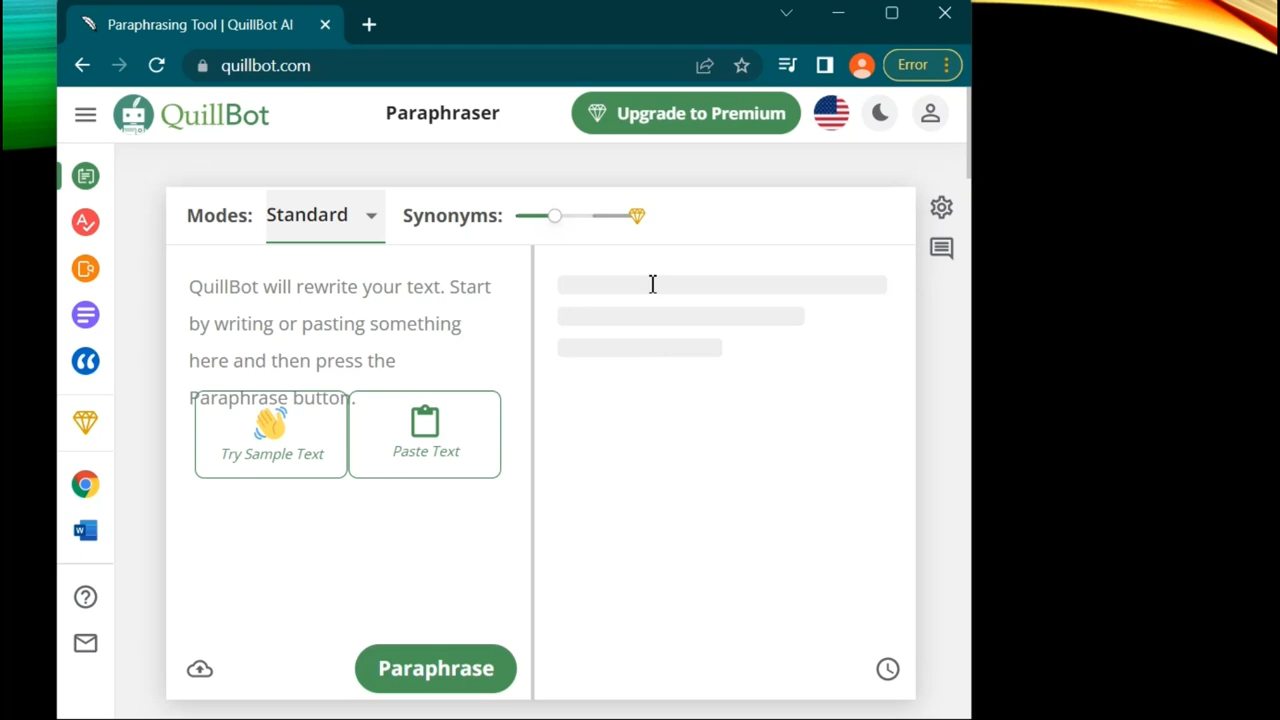 Paraphrasing Tool | QuillBot AI
quillbot.com
Error
QuillBot
Paraphraser
Upgrade to Premium
Modes:
Standard
Synonyms:
QuillBot will rewrite your text. Start
by writing or pasting something
here and then press the
Paraphrase button.
Try Sample Text
Paste Text
Paraphrase